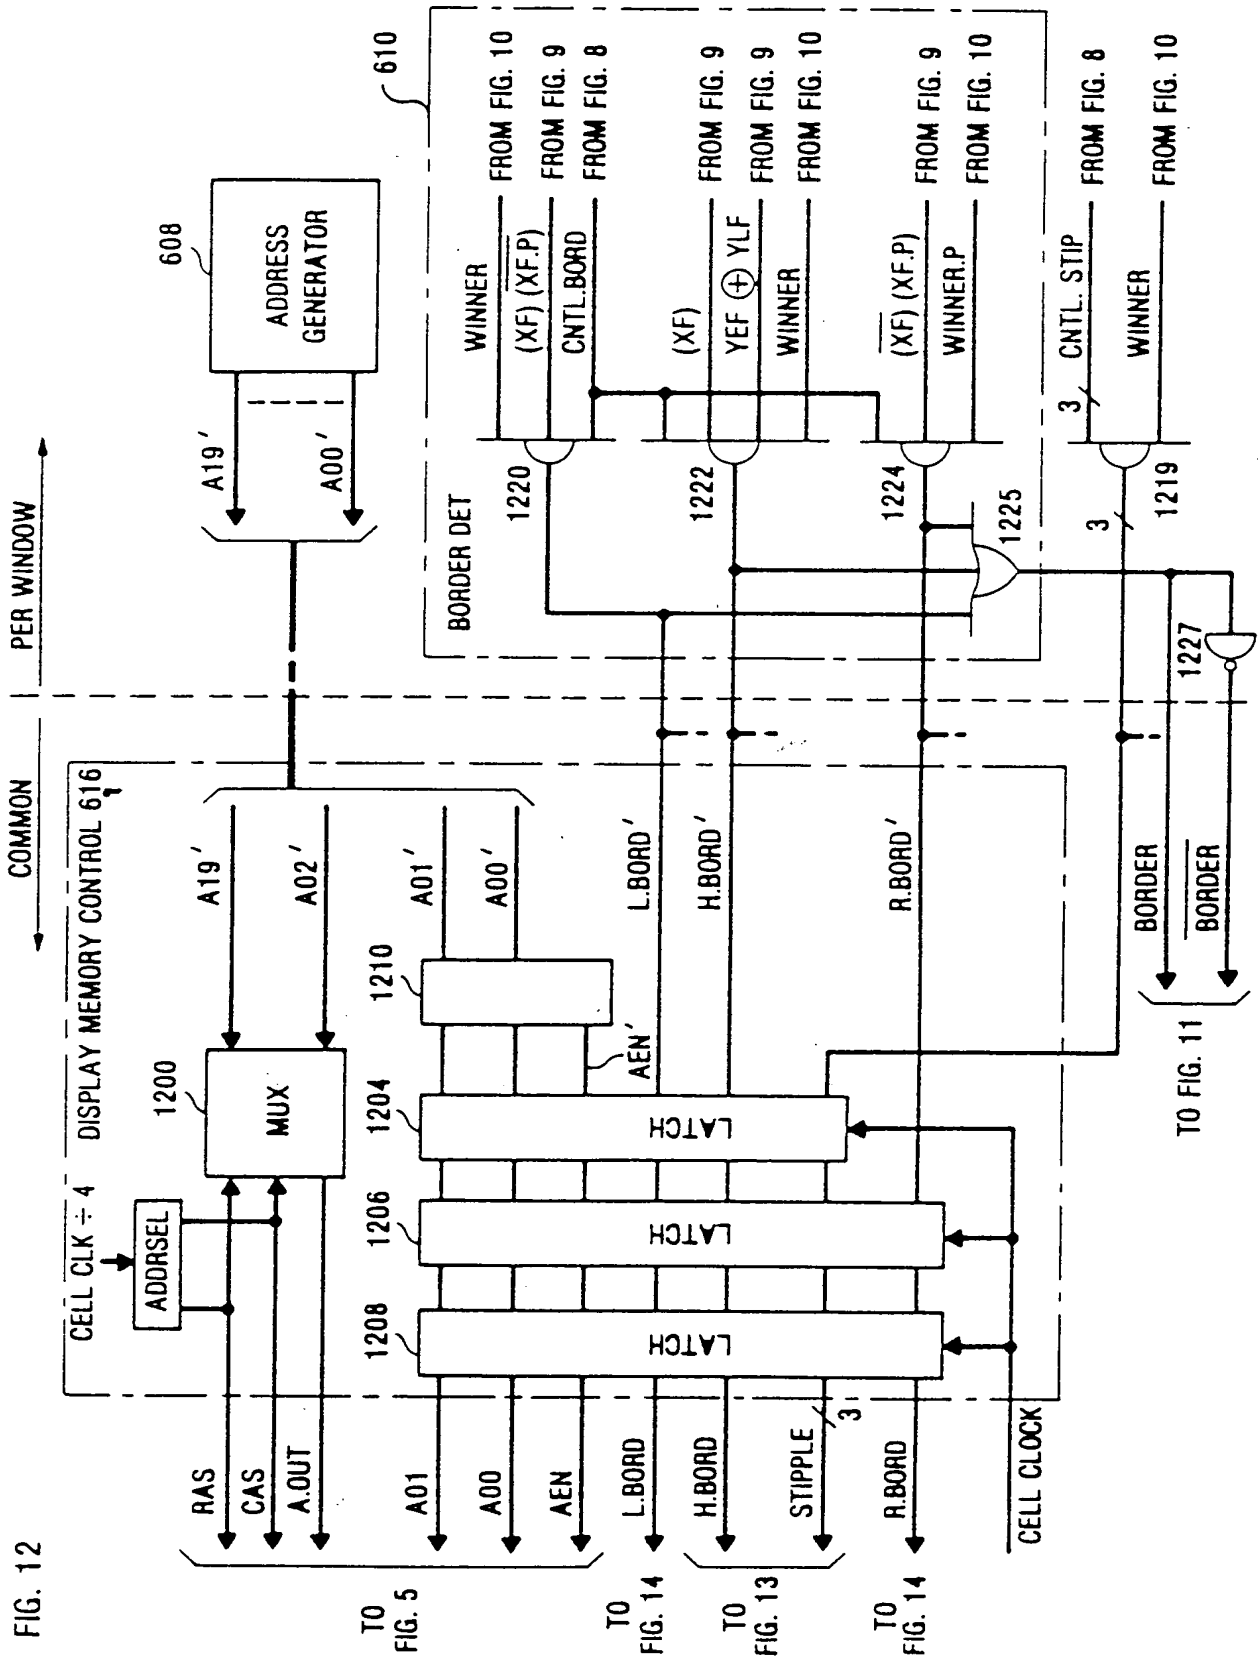 FIG. 12
COMMON
PER WINDOW
CELL CLK ÷ 4
DISPLAY MEMORY CONTROL 616
ADDRSEL
1200
MUX
RAS
CAS
A.OUT
A19′
A02′
A19′
A00′
608
ADDRESS
GENERATOR
TO
FIG. 5
A01
A00
AEN
1208
LATCH
1206
LATCH
1204
LATCH
AEN′
1210
A01′
A00′
TO
FIG. 14
L.BORD
L.BORD′
TO
FIG. 13
H.BORD
H.BORD′
STIPPLE
3
TO
FIG. 14
R.BORD
R.BORD′
CELL CLOCK
BORDER DET
610
1220
WINNER
FROM FIG. 10
(XF) (X̅F̅.̅P̅)
FROM FIG. 9
CNTL.BORD
FROM FIG. 8
1222
(XF)
FROM FIG. 9
YEF ⊕ YLF
FROM FIG. 9
WINNER
FROM FIG. 10
1224
(X̅F̅) (XF.P)
FROM FIG. 9
WINNER.P
FROM FIG. 10
1225
3
1219
3
CNTL. STIP
FROM FIG. 8
WINNER
FROM FIG. 10
1227
TO FIG. 11
BORDER
B̅O̅R̅D̅E̅R̅